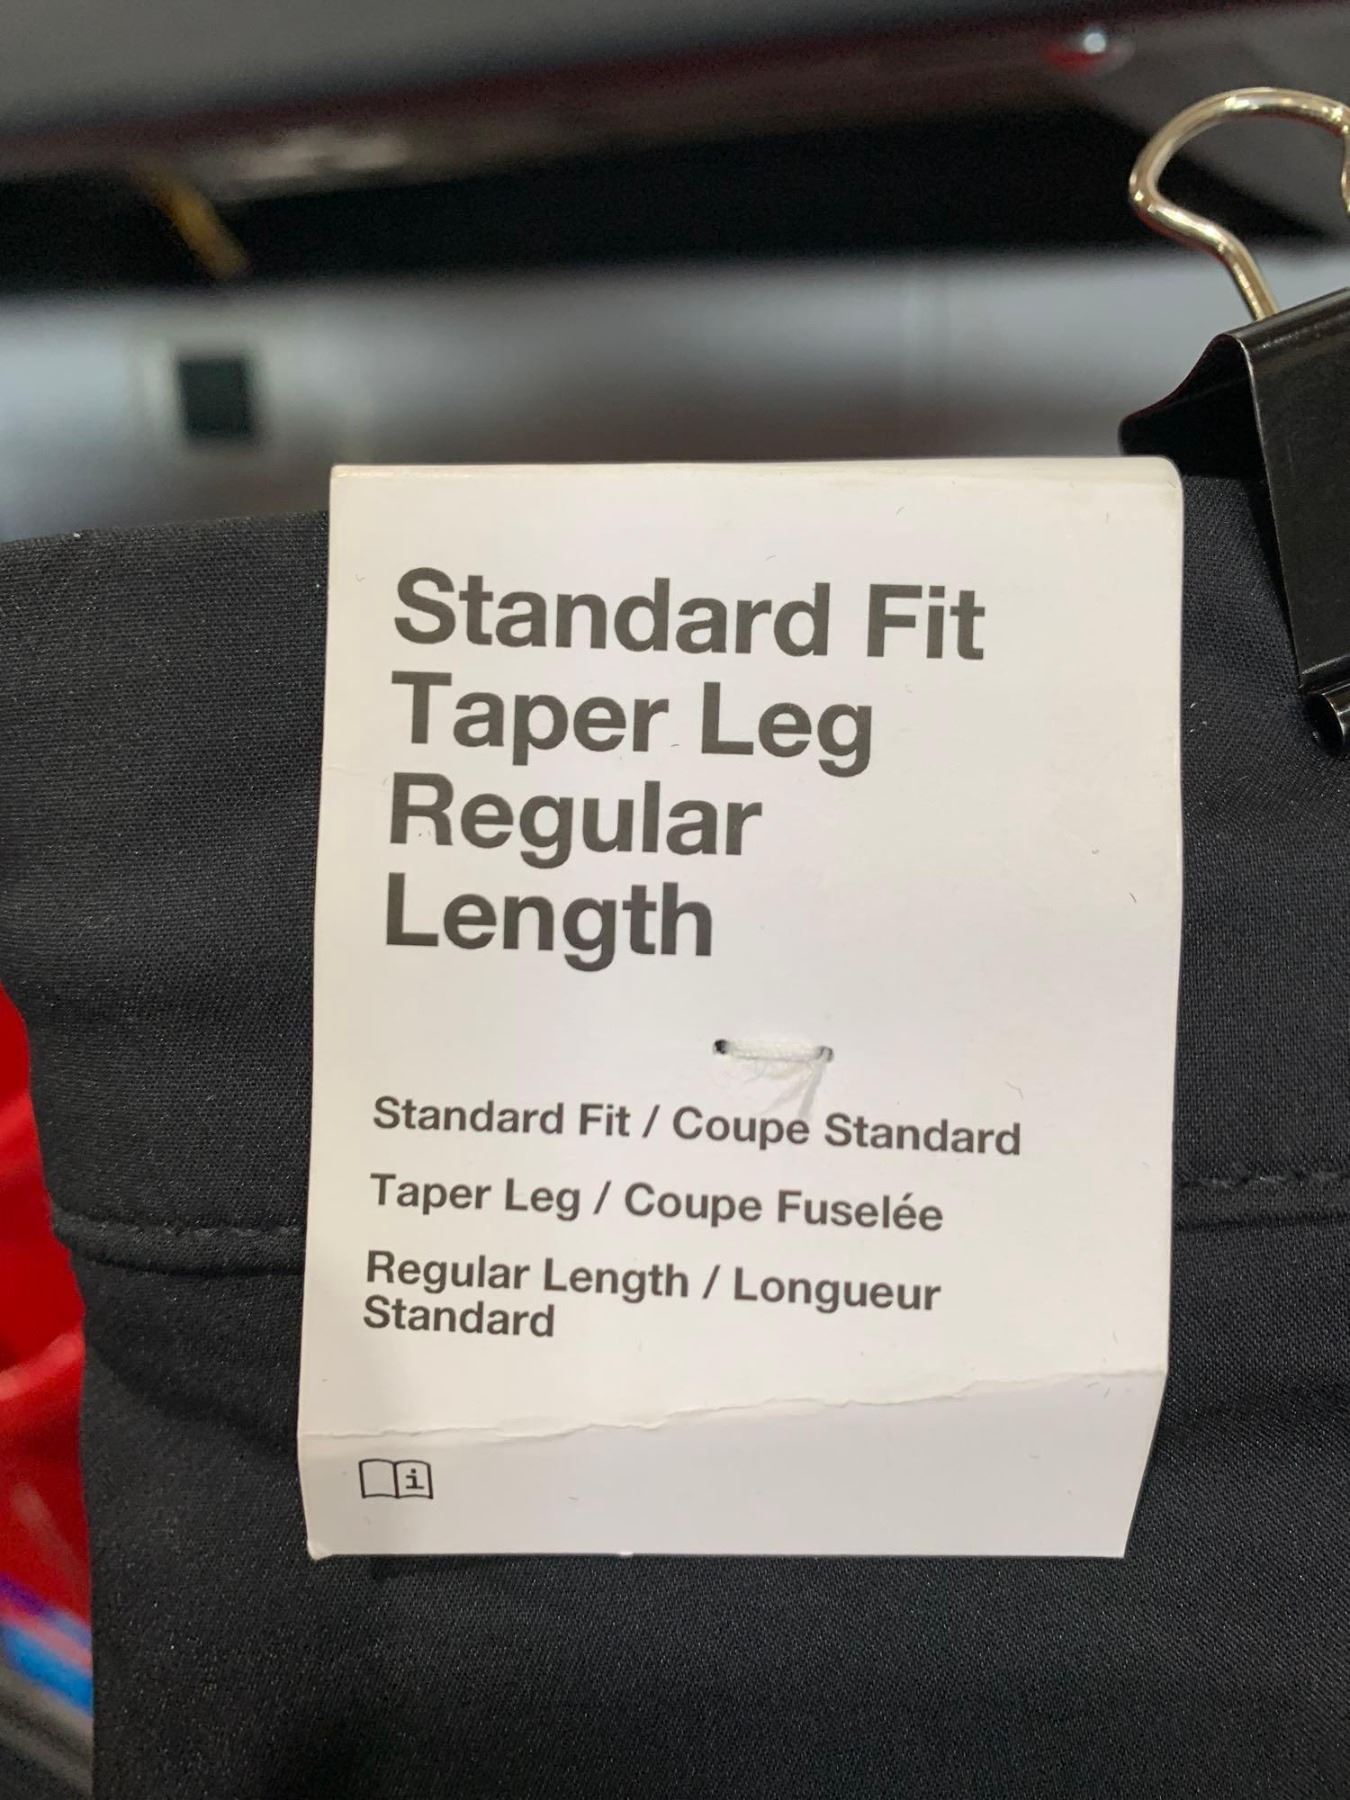 Standard Fit
Taper Leg
Regular
Length
Standard Fit / Coupe Standard
Taper Leg / Coupe Fuselée
Regular Length / Longueur
Standard
i